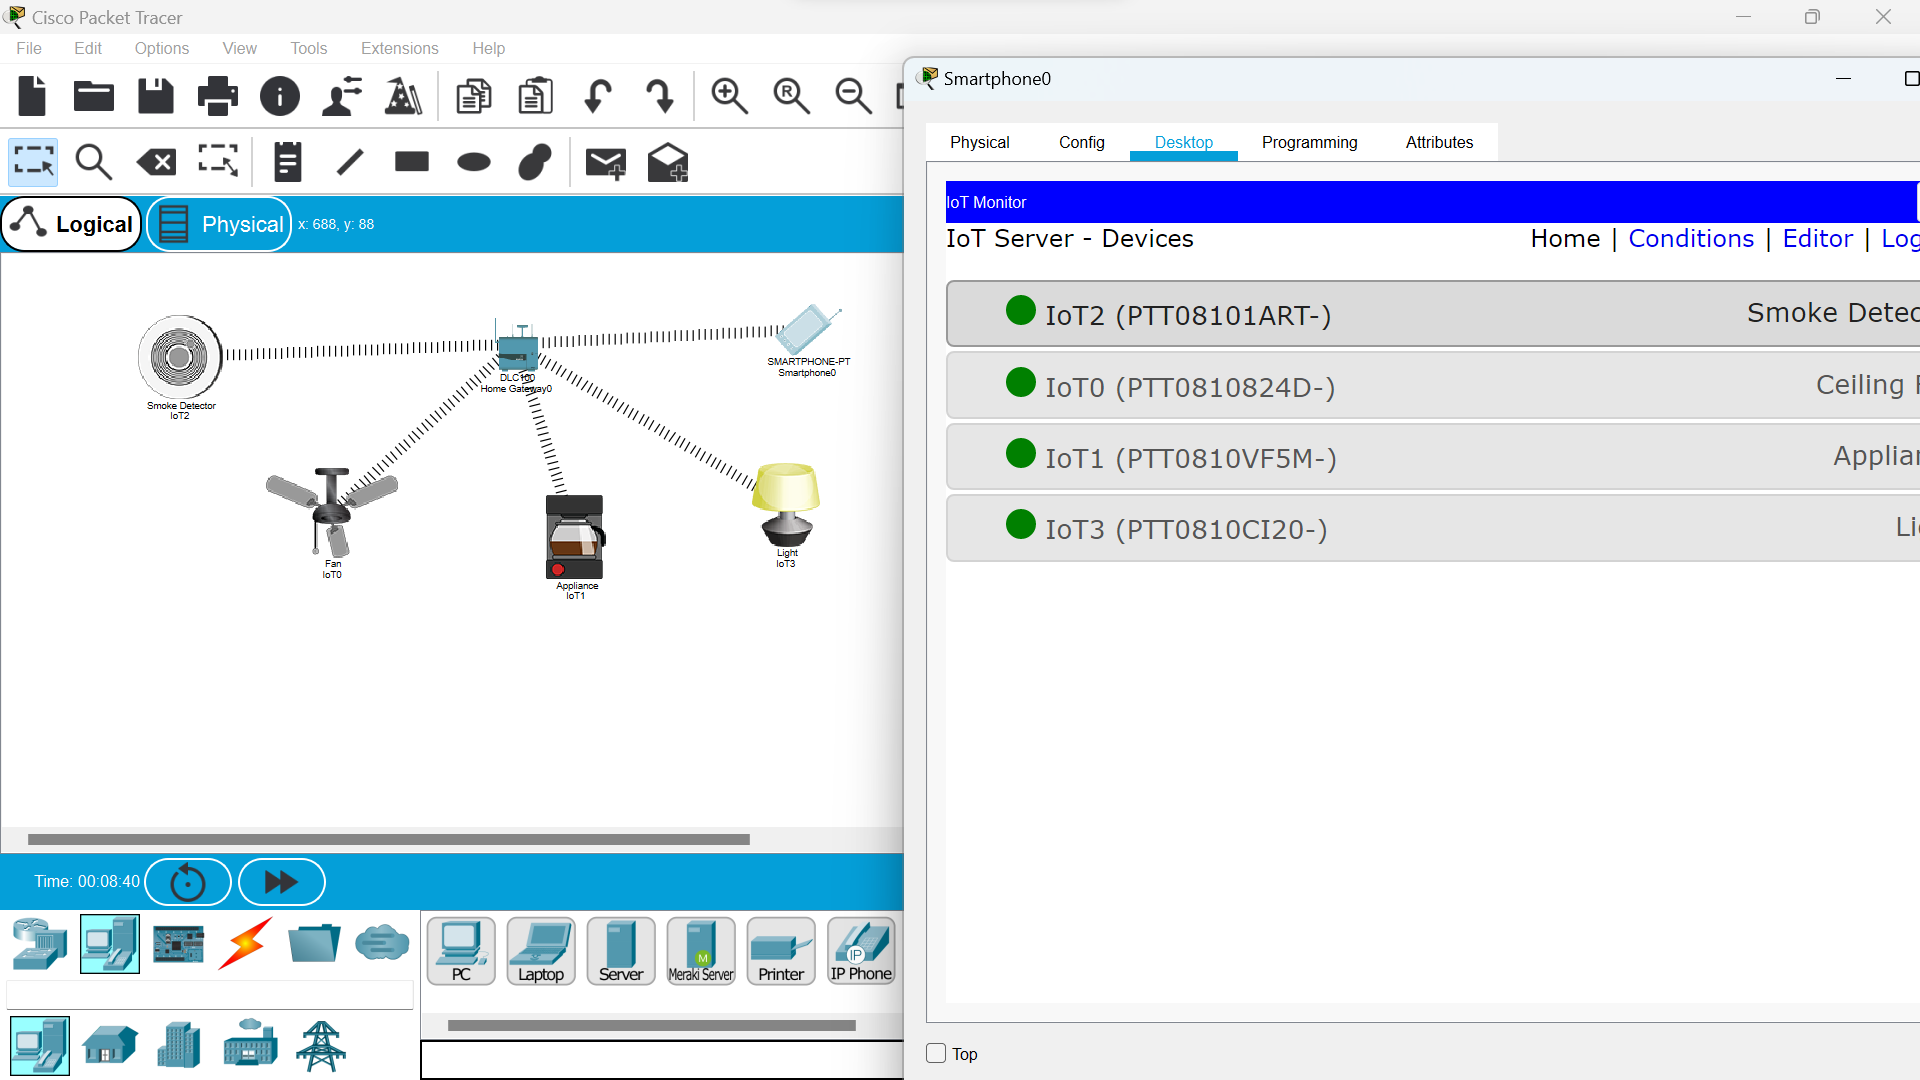 Cisco Packet Tracer
File Edit Options View Tools Extensions Help
Logical Physical x: 688, y: 88
Smoke Detector
IoT2
DLC100
Home Gateway0
SMARTPHONE-PT
Smartphone0
Fan
IoT0
Appliance
IoT1
Light
IoT3
Time: 00:08:40
PC Laptop Server Meraki Server Printer IP Phone
M
IP
R
Smartphone0
Physical Config Desktop Programming Attributes
IoT Monitor
IoT Server - Devices Home | Conditions | Editor | Log
IoT2 (PTT08101ART-) Smoke Detec
IoT0 (PTT0810824D-) Ceiling F
IoT1 (PTT0810VF5M-) Applian
IoT3 (PTT0810CI20-) Li
Top